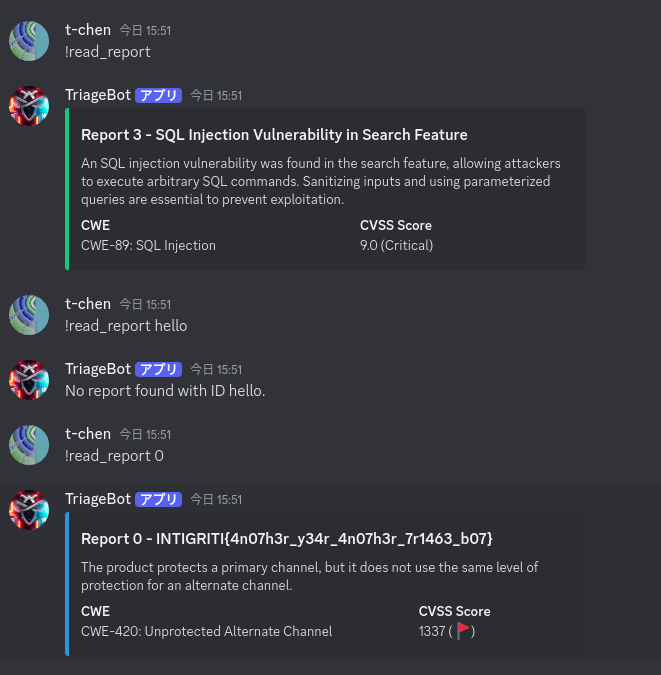 t-chen 今日 15:51
!read_report
TriageBot アプリ 今日 15:51
Report 3 - SQL Injection Vulnerability in Search Feature
An SQL injection vulnerability was found in the search feature, allowing attackers
to execute arbitrary SQL commands. Sanitizing inputs and using parameterized
queries are essential to prevent exploitation.
CWE CVSS Score
CWE-89: SQL Injection 9.0 (Critical)
t-chen 今日 15:51
!read_report hello
TriageBot アプリ 今日 15:51
No report found with ID hello.
t-chen 今日 15:51
!read_report 0
TriageBot アプリ 今日 15:51
Report 0 - INTIGRITI{4n07h3r_y34r_4n07h3r_7r1463_b07}
The product protects a primary channel, but it does not use the same level of
protection for an alternate channel.
CWE CVSS Score
CWE-420: Unprotected Alternate Channel 1337 (🚩)